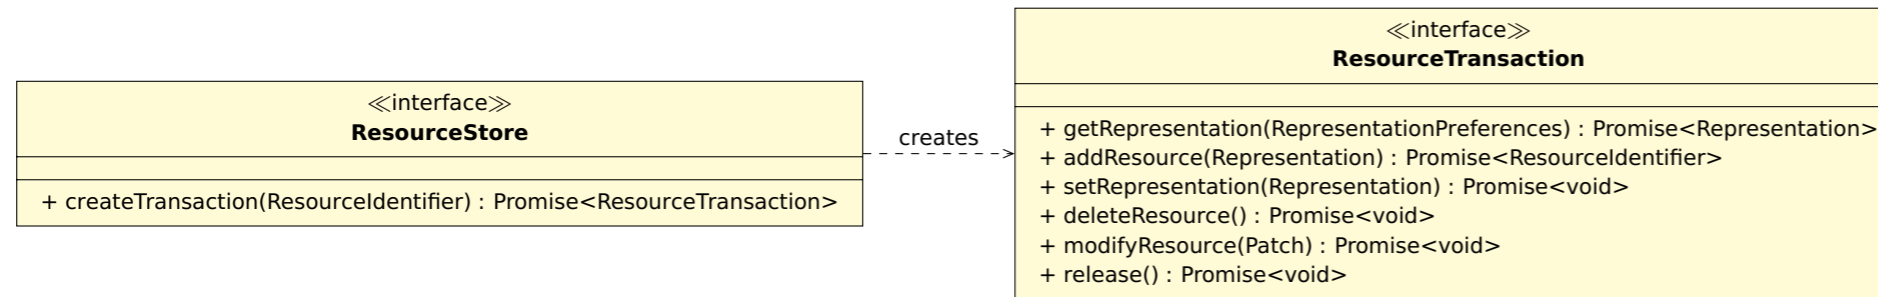 ≪interface≫
ResourceStore
+ createTransaction(ResourceIdentifier) : Promise<ResourceTransaction>
creates
≪interface≫
ResourceTransaction
+ getRepresentation(RepresentationPreferences) : Promise<Representation>
+ addResource(Representation) : Promise<ResourceIdentifier>
+ setRepresentation(Representation) : Promise<void>
+ deleteResource() : Promise<void>
+ modifyResource(Patch) : Promise<void>
+ release() : Promise<void>